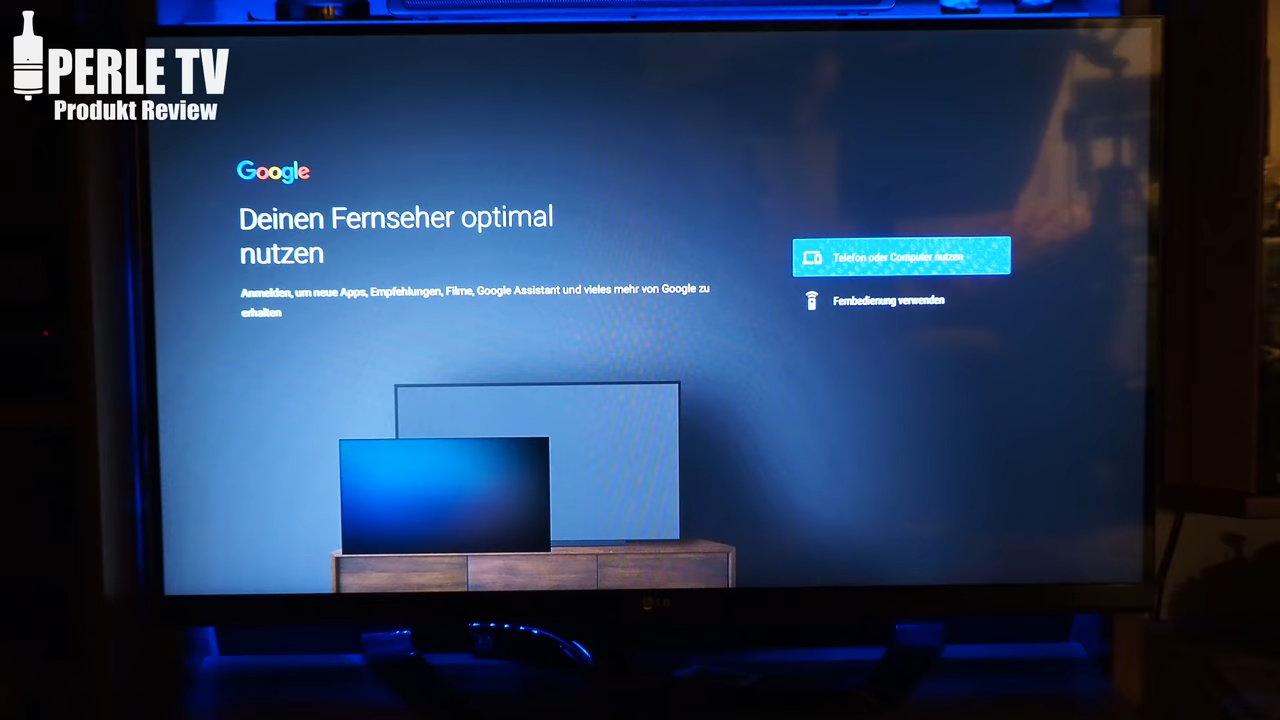 PERLE TV
Produkt Review
Google
Deinen Fernseher optimal
nutzen
Anmelden, um neue Apps, Empfehlungen, Filme, Google Assistant und vieles mehr von Google zu
erhalten
Telefon oder Computer nutzen
Fernbedienung verwenden
LG